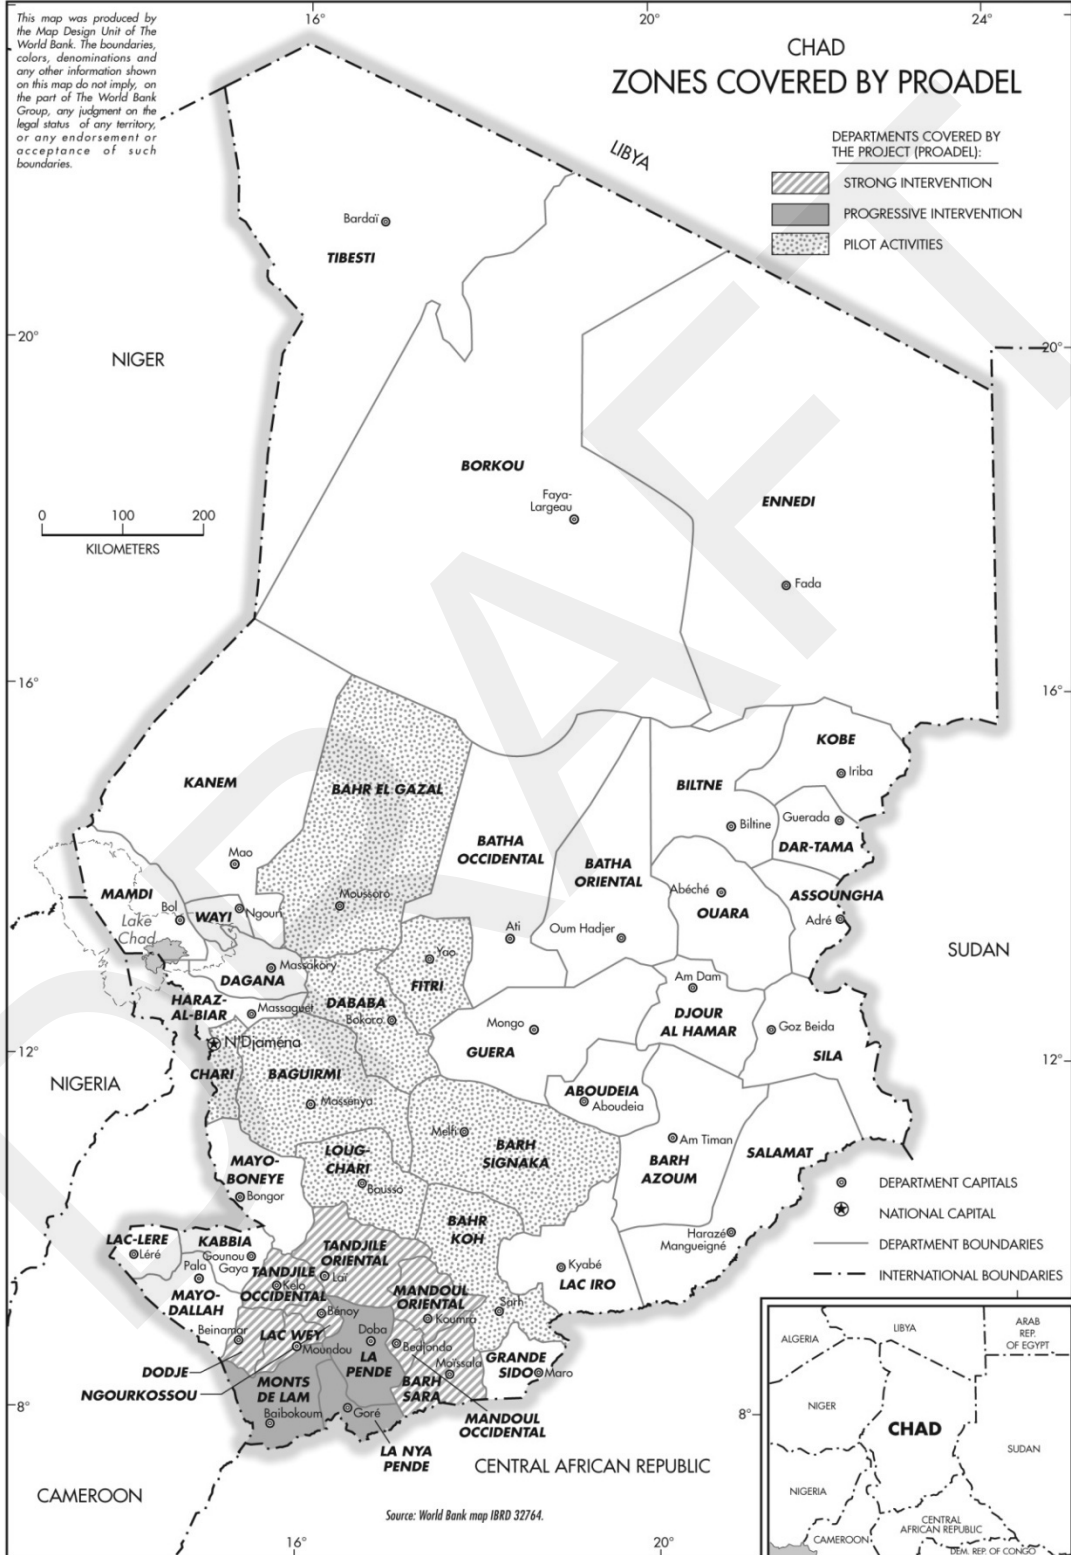 This map was produced by
the Map Design Unit of The
World Bank. The boundaries,
colors, denominations and
any other information shown
on this map do not imply, on
the part of The World Bank
Group, any judgment on the
legal status of any territory,
or any endorsement or
acceptance of such
boundaries.
16°
20°
24°
CHAD
ZONES COVERED BY PROADEL
DEPARTMENTS COVERED BY
THE PROJECT (PROADEL):
STRONG INTERVENTION
PROGRESSIVE INTERVENTION
PILOT ACTIVITIES
LIBYA
Bardaï
TIBESTI
20°
20°
NIGER
BORKOU
Faya-
Largeau
ENNEDI
0 100 200
KILOMETERS
Fada
16°
16°
KOBE
Iriba
KANEM
BAHR EL GAZAL
BILTNE
Biltine
Guerada
DAR-TAMA
BATHA
OCCIDENTAL
BATHA
ORIENTAL
Mao
MAMDI
Bol
WAYI
Ngouri
Moussoro
Abéché
OUARA
ASSOUNGHA
Adré
Lake
Chad
Ati
Oum Hadjer
SUDAN
Massakory
DAGANA
Yao
FITRI
Am Dam
HARAZ-
AL-BIAR
Massaguet
DABABA
Bokoro
Mongo
GUERA
DJOUR
AL HAMAR
Goz Beida
SILA
N'Djamena
12°
12°
NIGERIA
CHARI
BAGUIRMI
Massenya
ABOUDEIA
Aboudeia
Melfi
BARH
SIGNAKA
Am Timan
BARH
AZOUM
SALAMAT
LOUG-
CHARI
Bousso
MAYO-
BONEYE
Bongor
DEPARTMENT CAPITALS
NATIONAL CAPITAL
DEPARTMENT BOUNDARIES
INTERNATIONAL BOUNDARIES
Harazé
Mangueigné
BAHR
KOH
LAC-LERE
Léré
KABBIA
Gounou
Gaya
TANDJILE
ORIENTAL
Laï
Pala
TANDJILE
OCCIDENTAL
Kelo
Kyabé
LAC IRO
MAYO-
DALLAH
MANDOUL
ORIENTAL
Koumra
Sarh
Bénoy
Beinamar
LAC WEY
Moundou
Doba
LA
PENDE
Bedjondo
Moïssala
GRANDE
SIDO
Maro
DODJE
NGOURKOSSOU
MONTS
DE LAM
Baibokoum
BARH
SARA
Goré
8°
8°
MANDOUL
OCCIDENTAL
LA NYA
PENDE
CENTRAL AFRICAN REPUBLIC
CAMEROON
Source: World Bank map IBRD 32764.
16°
20°
ALGERIA
LIBYA
ARAB
REP.
OF EGYPT
NIGER
CHAD
SUDAN
NIGERIA
CENTRAL
AFRICAN REPUBLIC
CAMEROON
DEM. REP. OF CONGO
DRAFT